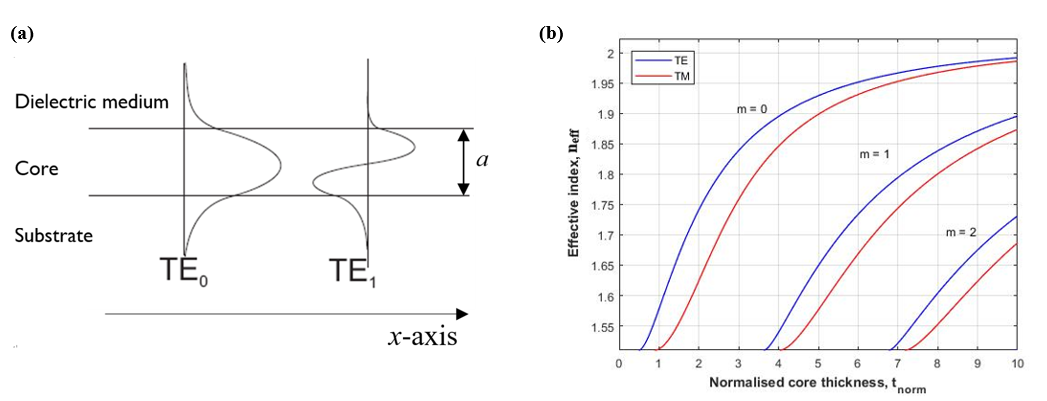 (a)
Dielectric medium
Core
Substrate
a
TE0
TE1
x-axis
(b)
Effective index, neff
2
1.95
1.9
1.85
1.8
1.75
1.7
1.65
1.6
1.55
TE
TM
m = 0
m = 1
m = 2
0 1 2 3 4 5 6 7 8 9 10
Normalised core thickness, tnorm